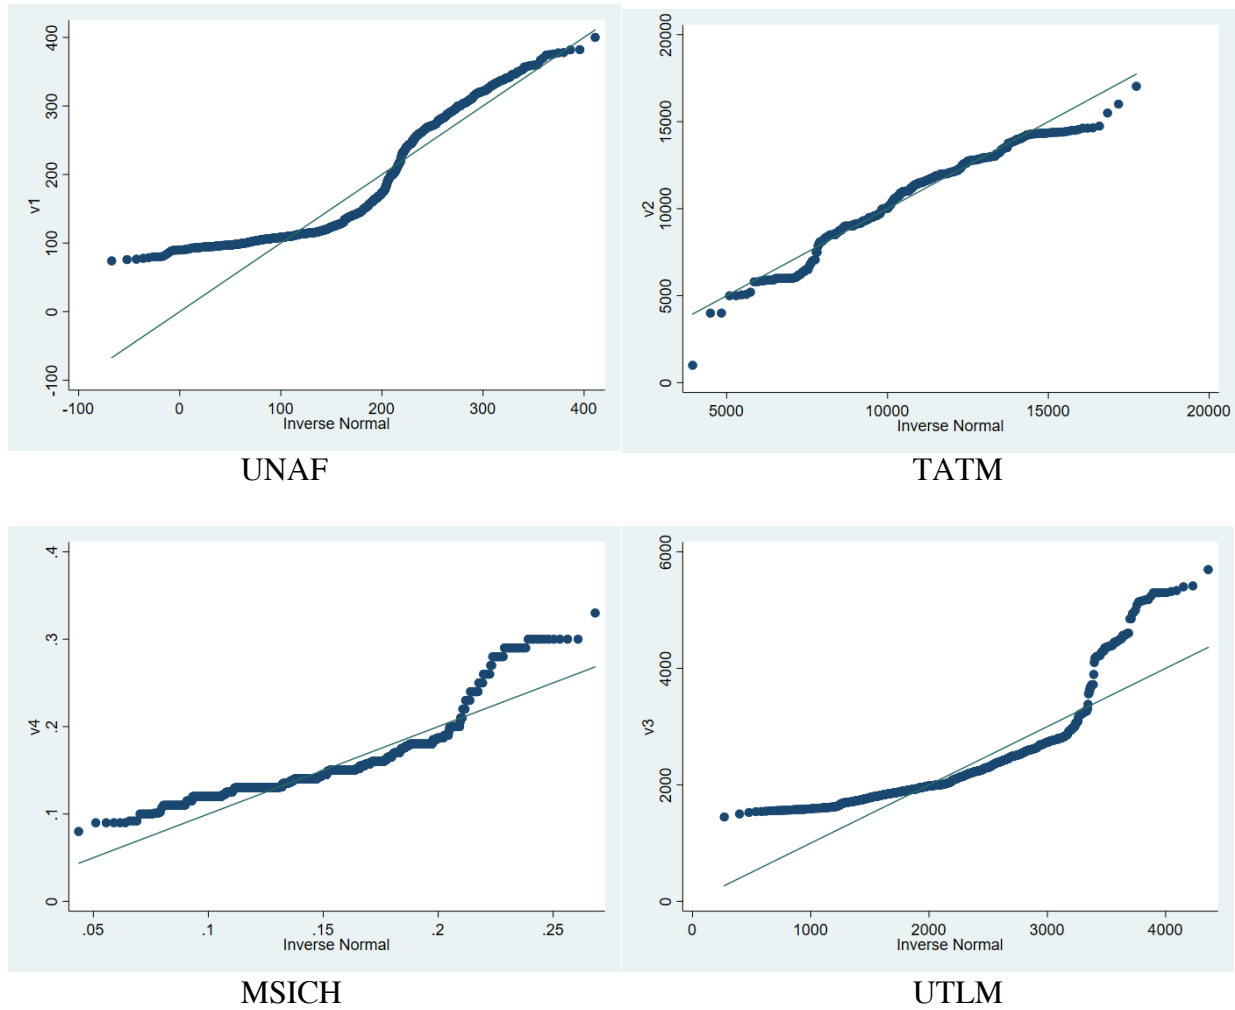 v1
400
300
200
100
0
-100
-100 0 100 200 300 400
Inverse Normal
UNAF
v2
20000
15000
10000
5000
0
5000 10000 15000 20000
Inverse Normal
TATM
v4
.4
.3
.2
.1
0
.05 .1 .15 .2 .25
Inverse Normal
MSICH
v3
6000
4000
2000
0
0 1000 2000 3000 4000
Inverse Normal
UTLM